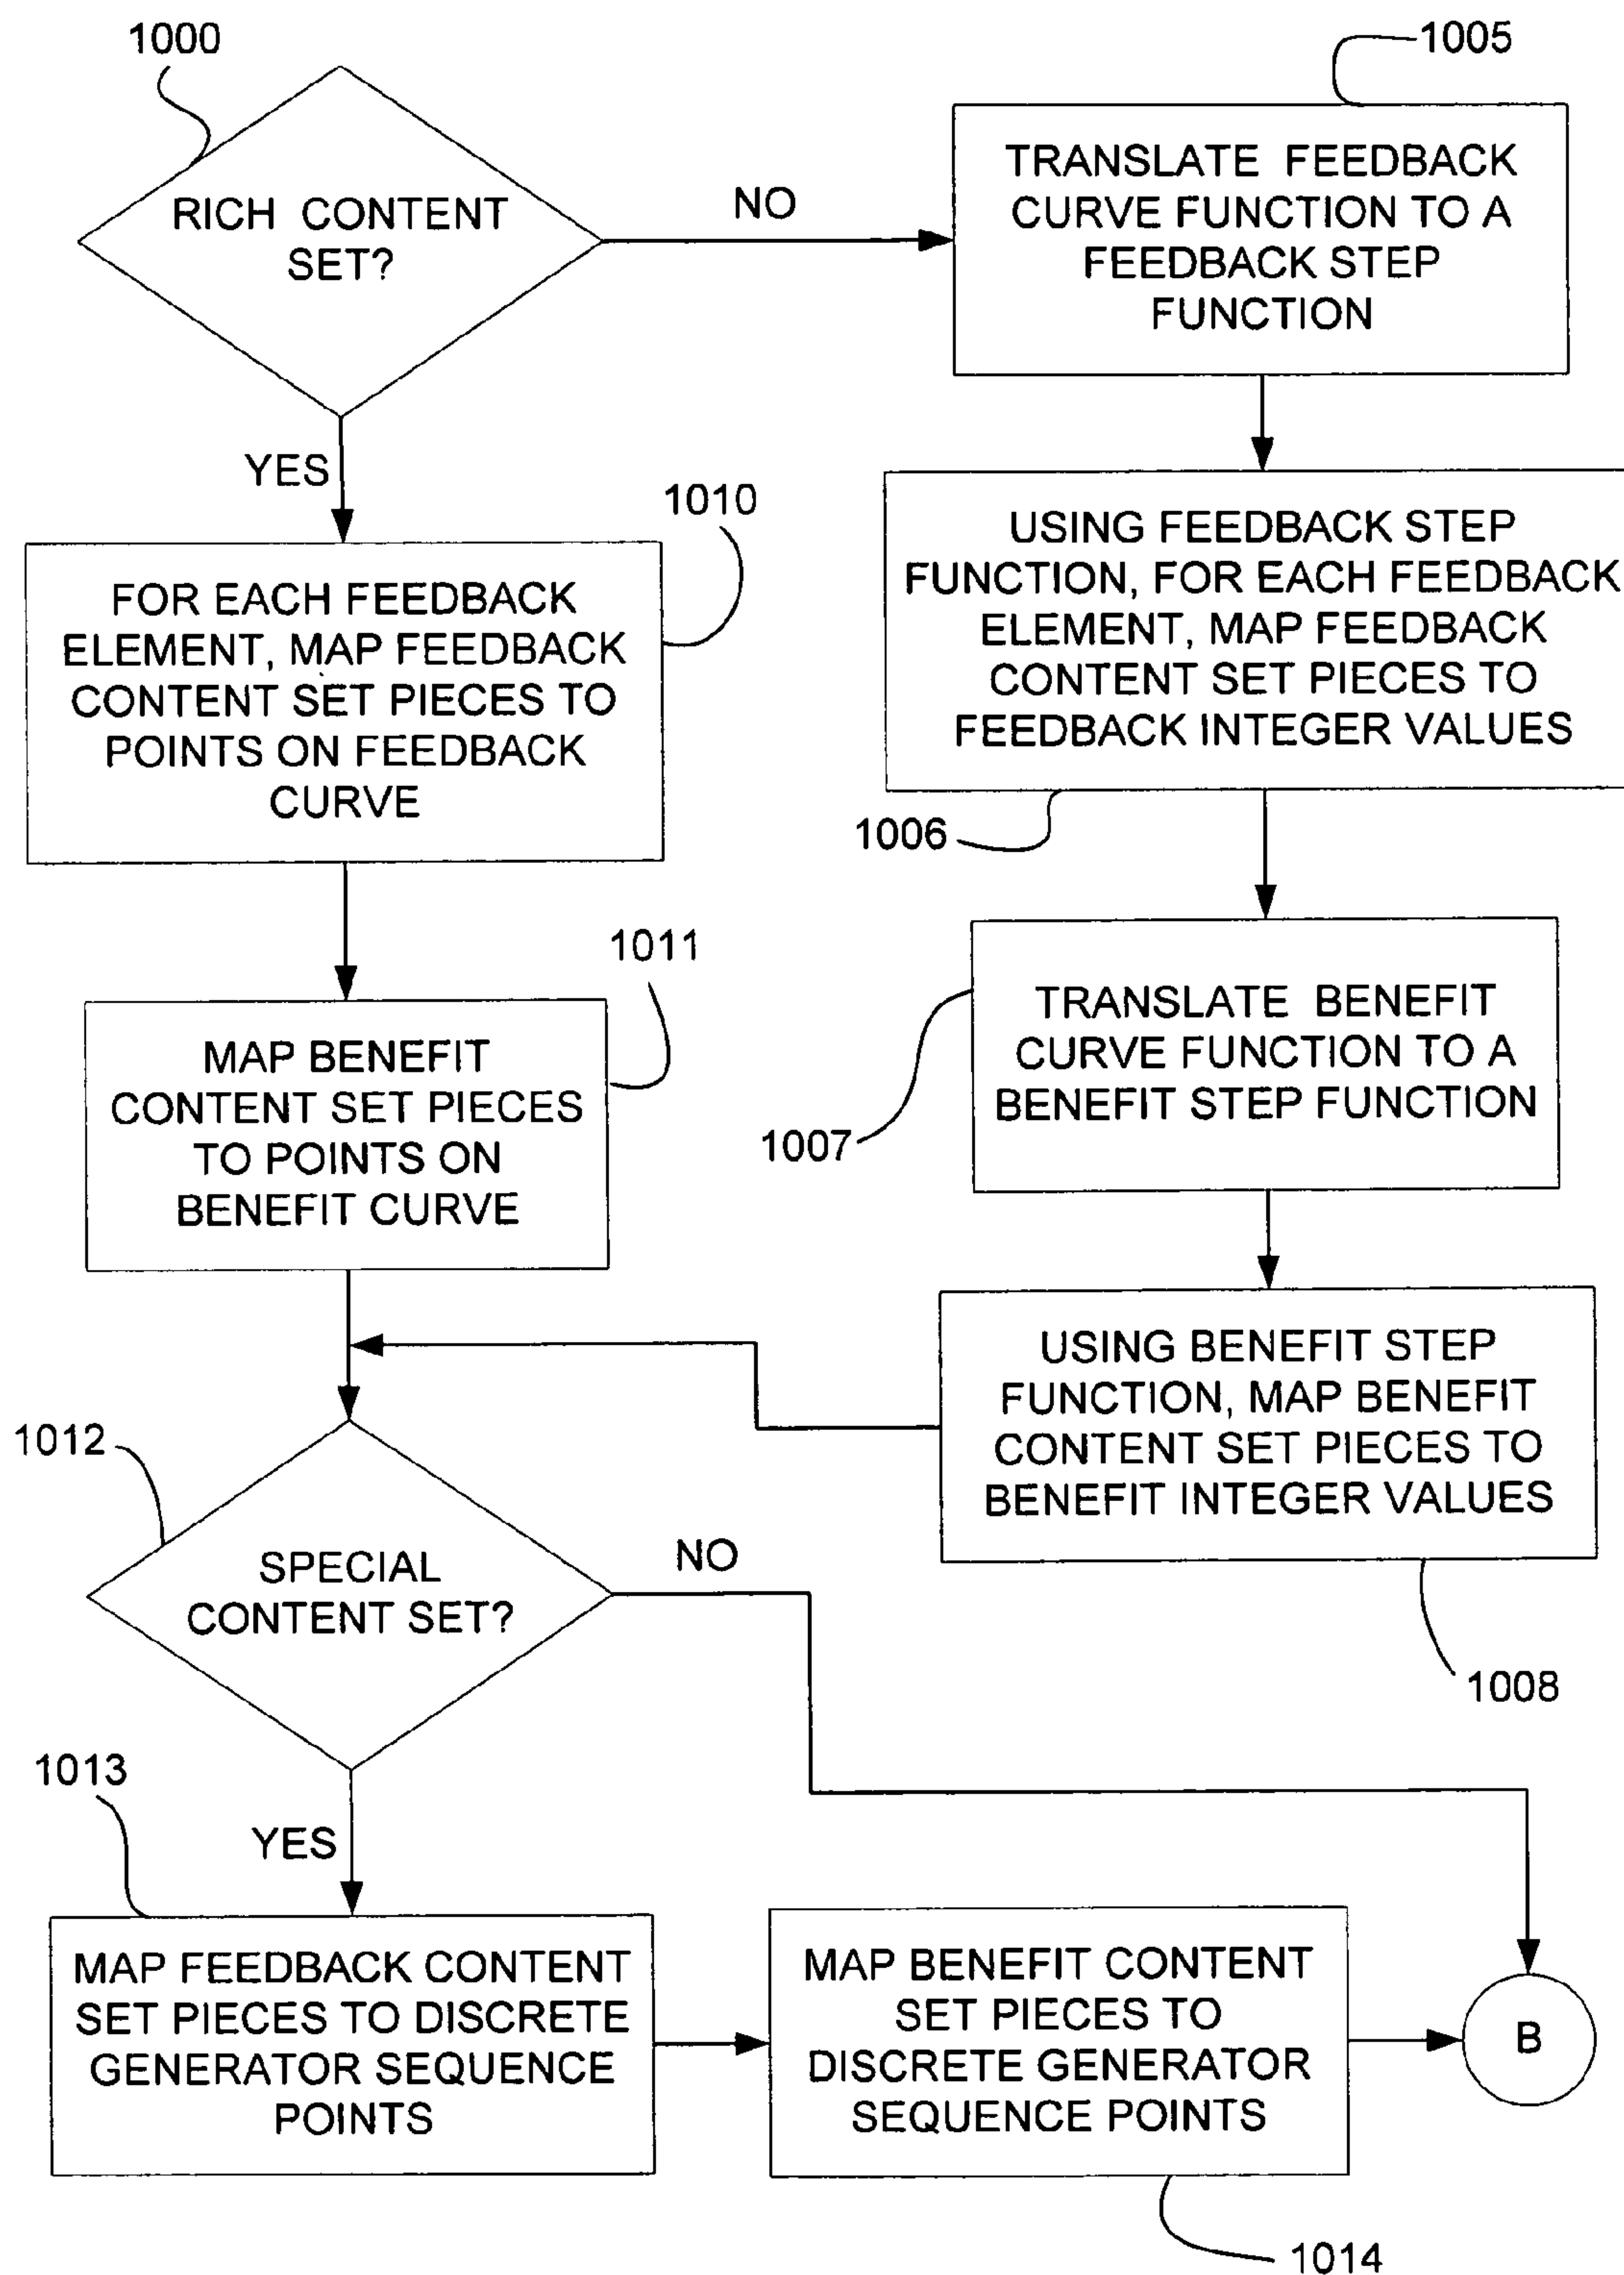 1000
RICH CONTENT
SET?
NO
1005
TRANSLATE FEEDBACK
CURVE FUNCTION TO A
FEEDBACK STEP
FUNCTION
YES
1010
FOR EACH FEEDBACK
ELEMENT, MAP FEEDBACK
CONTENT SET PIECES TO
POINTS ON FEEDBACK
CURVE
USING FEEDBACK STEP
FUNCTION, FOR EACH FEEDBACK
ELEMENT, MAP FEEDBACK
CONTENT SET PIECES TO
FEEDBACK INTEGER VALUES
1006
1011
MAP BENEFIT
CONTENT SET PIECES
TO POINTS ON
BENEFIT CURVE
TRANSLATE BENEFIT
CURVE FUNCTION TO A
BENEFIT STEP FUNCTION
1007
USING BENEFIT STEP
FUNCTION, MAP BENEFIT
CONTENT SET PIECES TO
BENEFIT INTEGER VALUES
1008
1012
SPECIAL
CONTENT SET?
NO
YES
1013
MAP FEEDBACK CONTENT
SET PIECES TO DISCRETE
GENERATOR SEQUENCE
POINTS
MAP BENEFIT CONTENT
SET PIECES TO
DISCRETE GENERATOR
SEQUENCE POINTS
B
1014